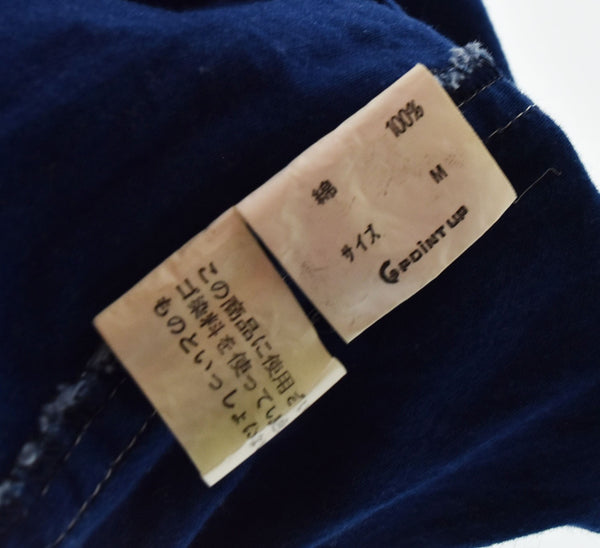 綿 100%
サイズ M
POINT UP
この商品に使用
ゴ染料を使ってい
ものといっしょに